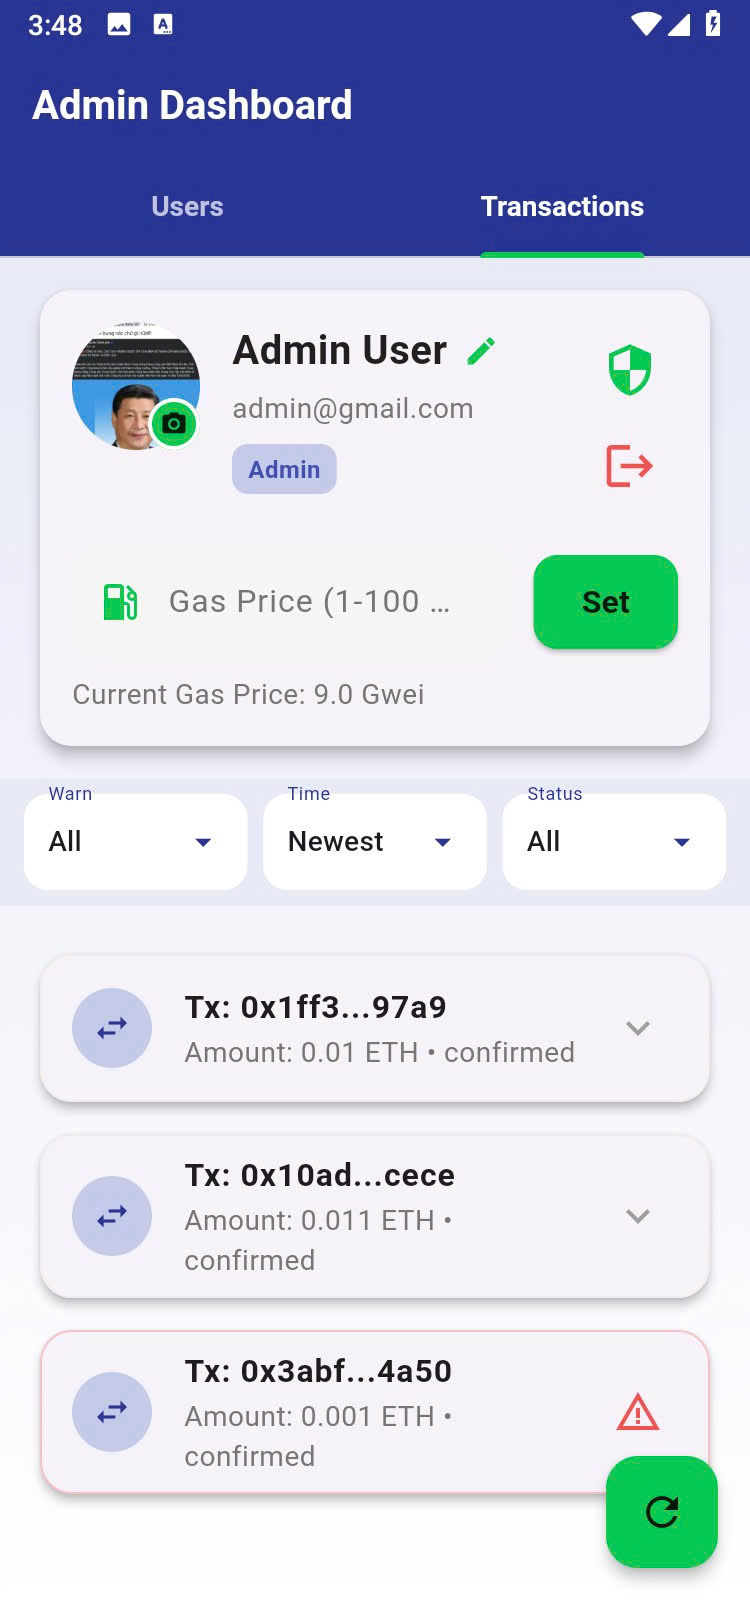 3:48
Admin Dashboard
Users
Transactions
Admin User
admin@gmail.com
Admin
Gas Price (1-100 ...
Set
Current Gas Price: 9.0 Gwei
Warn
Time
Status
All
Newest
All
Tx: 0x1ff3...97a9
Amount: 0.01 ETH • confirmed
Tx: 0x10ad...cece
Amount: 0.011 ETH •
confirmed
Tx: 0x3abf...4a50
Amount: 0.001 ETH •
confirmed